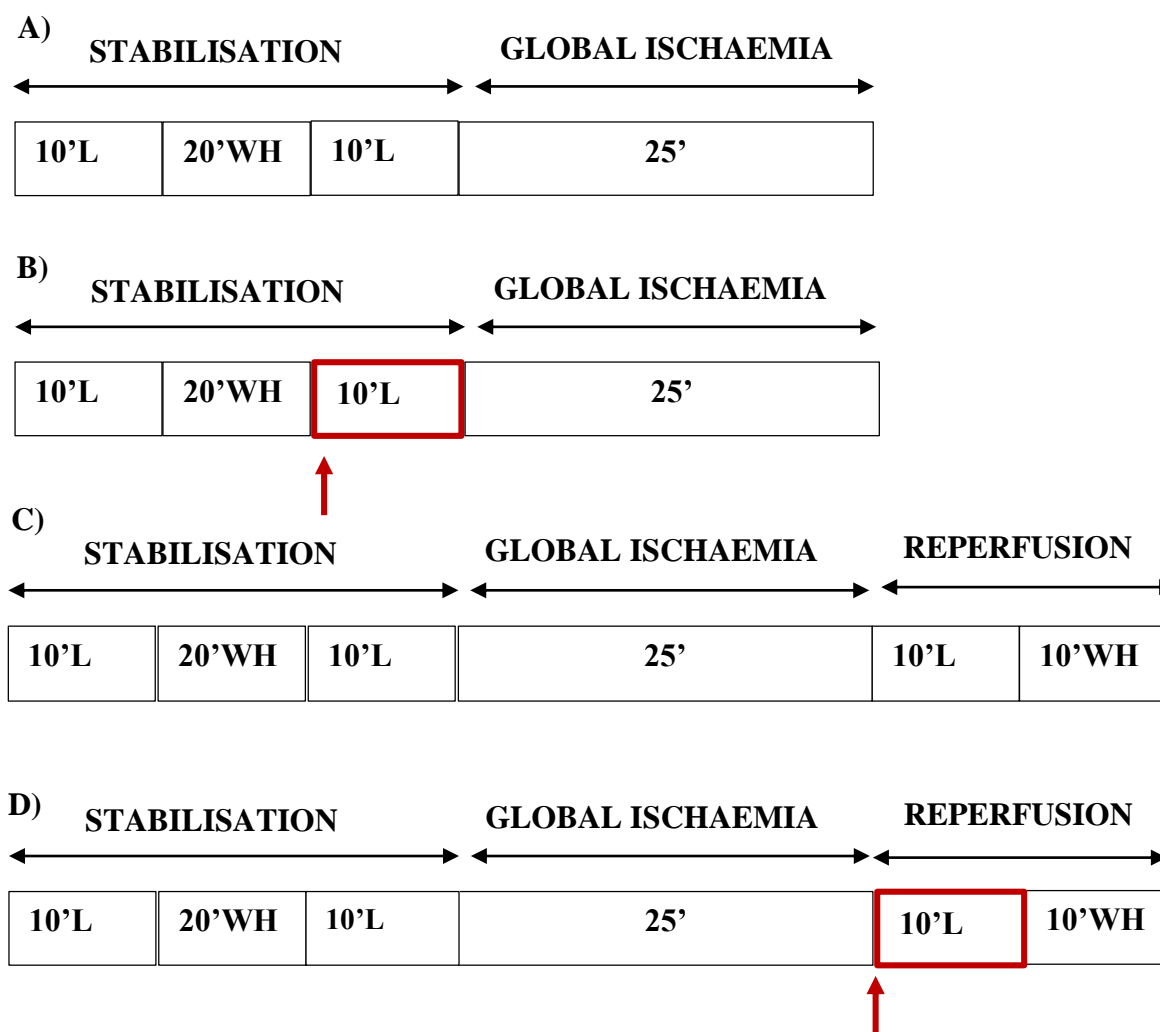 A)
STABILISATION GLOBAL ISCHAEMIA
10’L 20’WH 10’L 25’
B)
STABILISATION GLOBAL ISCHAEMIA
10’L 20’WH 10’L 25’
C)
STABILISATION GLOBAL ISCHAEMIA REPERFUSION
10’L 20’WH 10’L 25’ 10’L 10’WH
D)
STABILISATION GLOBAL ISCHAEMIA REPERFUSION
10’L 20’WH 10’L 25’ 10’L 10’WH